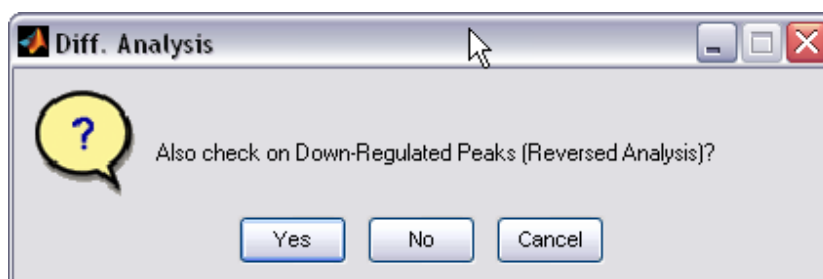 Diff. Analysis
?
Also check on Down-Regulated Peaks (Reversed Analysis)?
Yes No Cancel